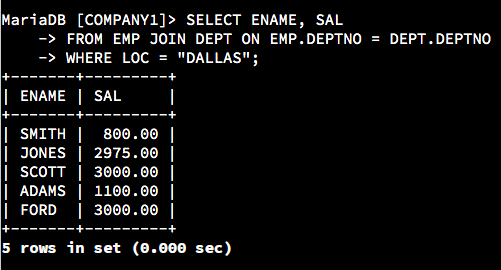 MariaDB [COMPANY1]> SELECT ENAME, SAL
    -> FROM EMP JOIN DEPT ON EMP.DEPTNO = DEPT.DEPTNO
    -> WHERE LOC = "DALLAS";
+-------+---------+
| ENAME | SAL     |
+-------+---------+
| SMITH |  800.00 |
| JONES | 2975.00 |
| SCOTT | 3000.00 |
| ADAMS | 1100.00 |
| FORD  | 3000.00 |
+-------+---------+
5 rows in set (0.000 sec)